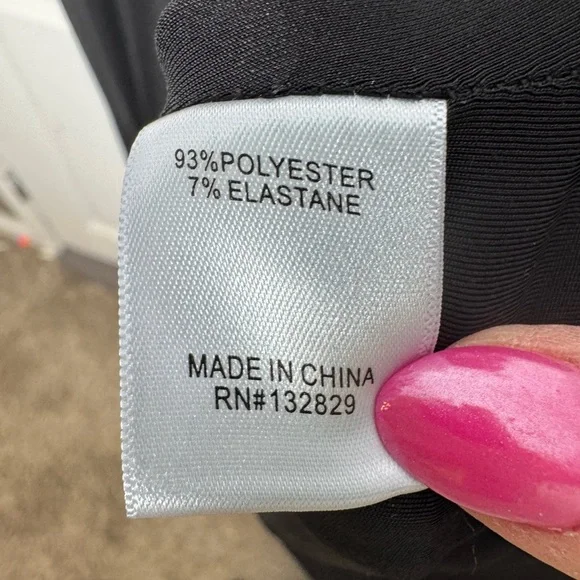 93%POLYESTER
7% ELASTANE
MADE IN CHINA
RN#132829